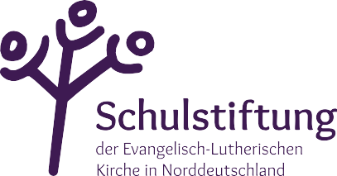 Schulstiftung
der Evangelisch-Lutherischen
Kirche in Norddeutschland